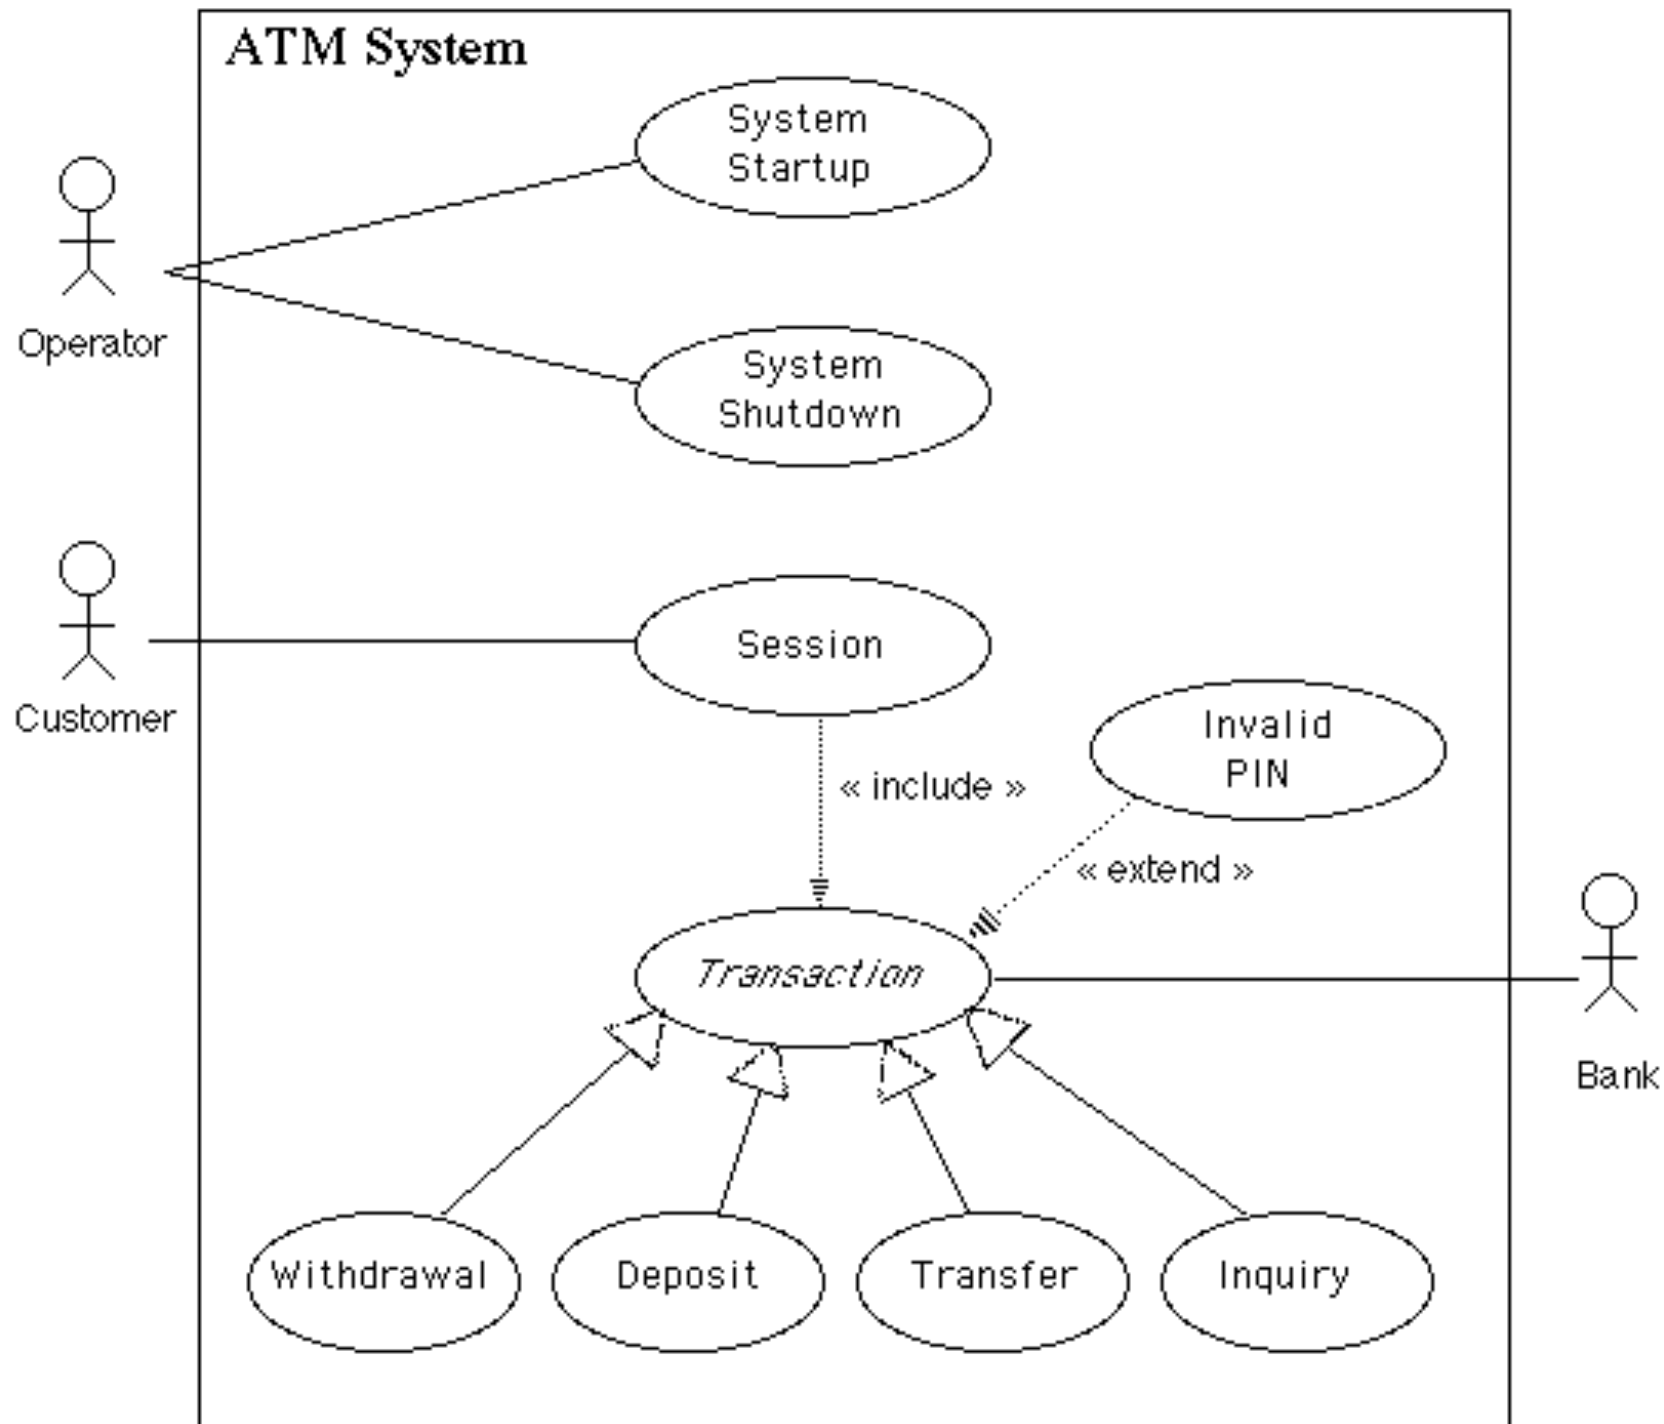 ATM System
System
Startup
Operator
System
Shutdown
Session
Customer
Invalid
PIN
« include »
« extend »
Transaction
Bank
Withdrawal
Deposit
Transfer
Inquiry